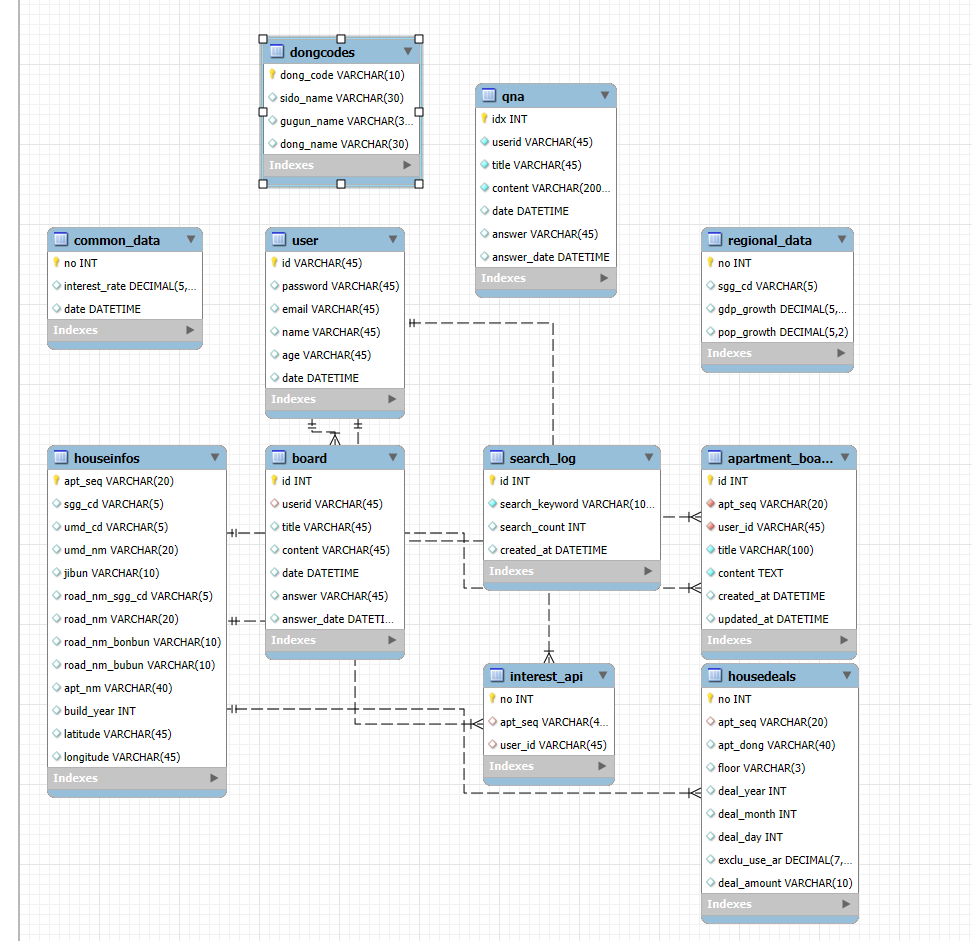 dongcodes
dong_code VARCHAR(10)
sido_name VARCHAR(30)
gugun_name VARCHAR(3...
dong_name VARCHAR(30)
Indexes
qna
idx INT
userid VARCHAR(45)
title VARCHAR(45)
content VARCHAR(200...
date DATETIME
answer VARCHAR(45)
answer_date DATETIME
Indexes
common_data
no INT
interest_rate DECIMAL(5,...
date DATETIME
Indexes
user
id VARCHAR(45)
password VARCHAR(45)
email VARCHAR(45)
name VARCHAR(45)
age VARCHAR(45)
date DATETIME
Indexes
regional_data
no INT
sgg_cd VARCHAR(5)
gdp_growth DECIMAL(5,...
pop_growth DECIMAL(5,2)
Indexes
houseinfos
apt_seq VARCHAR(20)
sgg_cd VARCHAR(5)
umd_cd VARCHAR(5)
umd_nm VARCHAR(20)
jibun VARCHAR(10)
road_nm_sgg_cd VARCHAR(5)
road_nm VARCHAR(20)
road_nm_bonbun VARCHAR(10)
road_nm_bubun VARCHAR(10)
apt_nm VARCHAR(40)
build_year INT
latitude VARCHAR(45)
longitude VARCHAR(45)
Indexes
board
id INT
userid VARCHAR(45)
title VARCHAR(45)
content VARCHAR(45)
date DATETIME
answer VARCHAR(45)
answer_date DATETI...
Indexes
search_log
id INT
search_keyword VARCHAR(10...
search_count INT
created_at DATETIME
Indexes
apartment_boa...
id INT
apt_seq VARCHAR(20)
user_id VARCHAR(45)
title VARCHAR(100)
content TEXT
created_at DATETIME
updated_at DATETIME
Indexes
interest_api
no INT
apt_seq VARCHAR(4...
user_id VARCHAR(45)
Indexes
housedeals
no INT
apt_seq VARCHAR(20)
apt_dong VARCHAR(40)
floor VARCHAR(3)
deal_year INT
deal_month INT
deal_day INT
exclu_use_ar DECIMAL(7,...
deal_amount VARCHAR(10)
Indexes